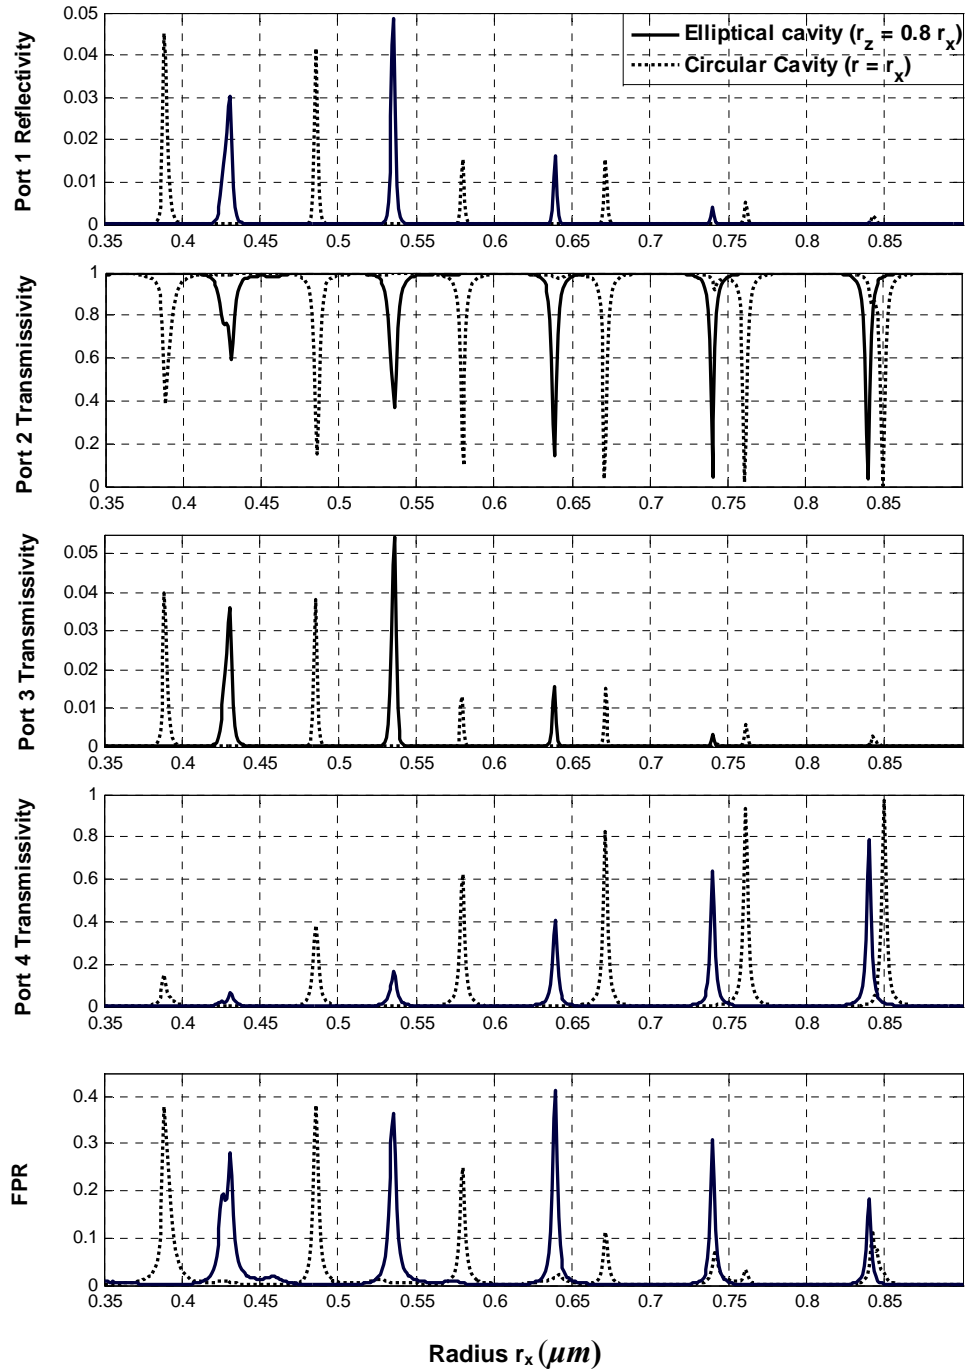 Port 1 Reflectivity
0.05
0.04
0.03
0.02
0.01
0
Elliptical cavity (r_z = 0.8 r_x)
Circular Cavity (r = r_x)
0.35 0.4 0.45 0.5 0.55 0.6 0.65 0.7 0.75 0.8 0.85
Port 2 Transmissivity
1
0.8
0.6
0.4
0.2
0
0.35 0.4 0.45 0.5 0.55 0.6 0.65 0.7 0.75 0.8 0.85
Port 3 Transmissivity
0.05
0.04
0.03
0.02
0.01
0
0.35 0.4 0.45 0.5 0.55 0.6 0.65 0.7 0.75 0.8 0.85
Port 4 Transmissivity
1
0.8
0.6
0.4
0.2
0
0.35 0.4 0.45 0.5 0.55 0.6 0.65 0.7 0.75 0.8 0.85
FPR
0.4
0.3
0.2
0.1
0
0.35 0.4 0.45 0.5 0.55 0.6 0.65 0.7 0.75 0.8 0.85
Radius r_x (μm)